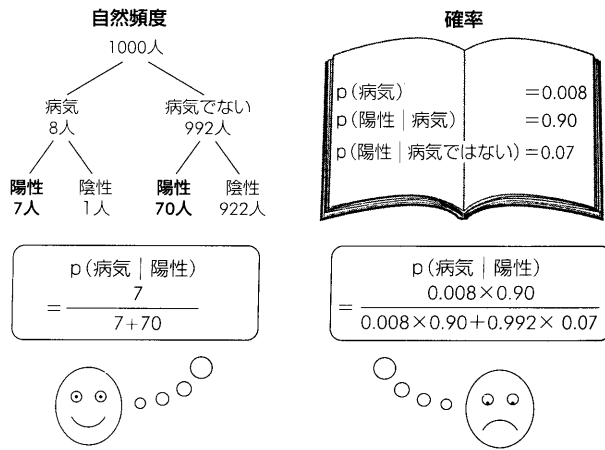 自然頻度
1000人
病気
8人
病気でない
992人
陽性
7人
陰性
1人
陽性
70人
陰性
922人
p(病気｜陽性)
= 7
7+70
確率
p(病気) =0.008
p(陽性｜病気) =0.90
p(陽性｜病気ではない)=0.07
p(病気｜陽性)
= 0.008×0.90
0.008×0.90+0.992×0.07